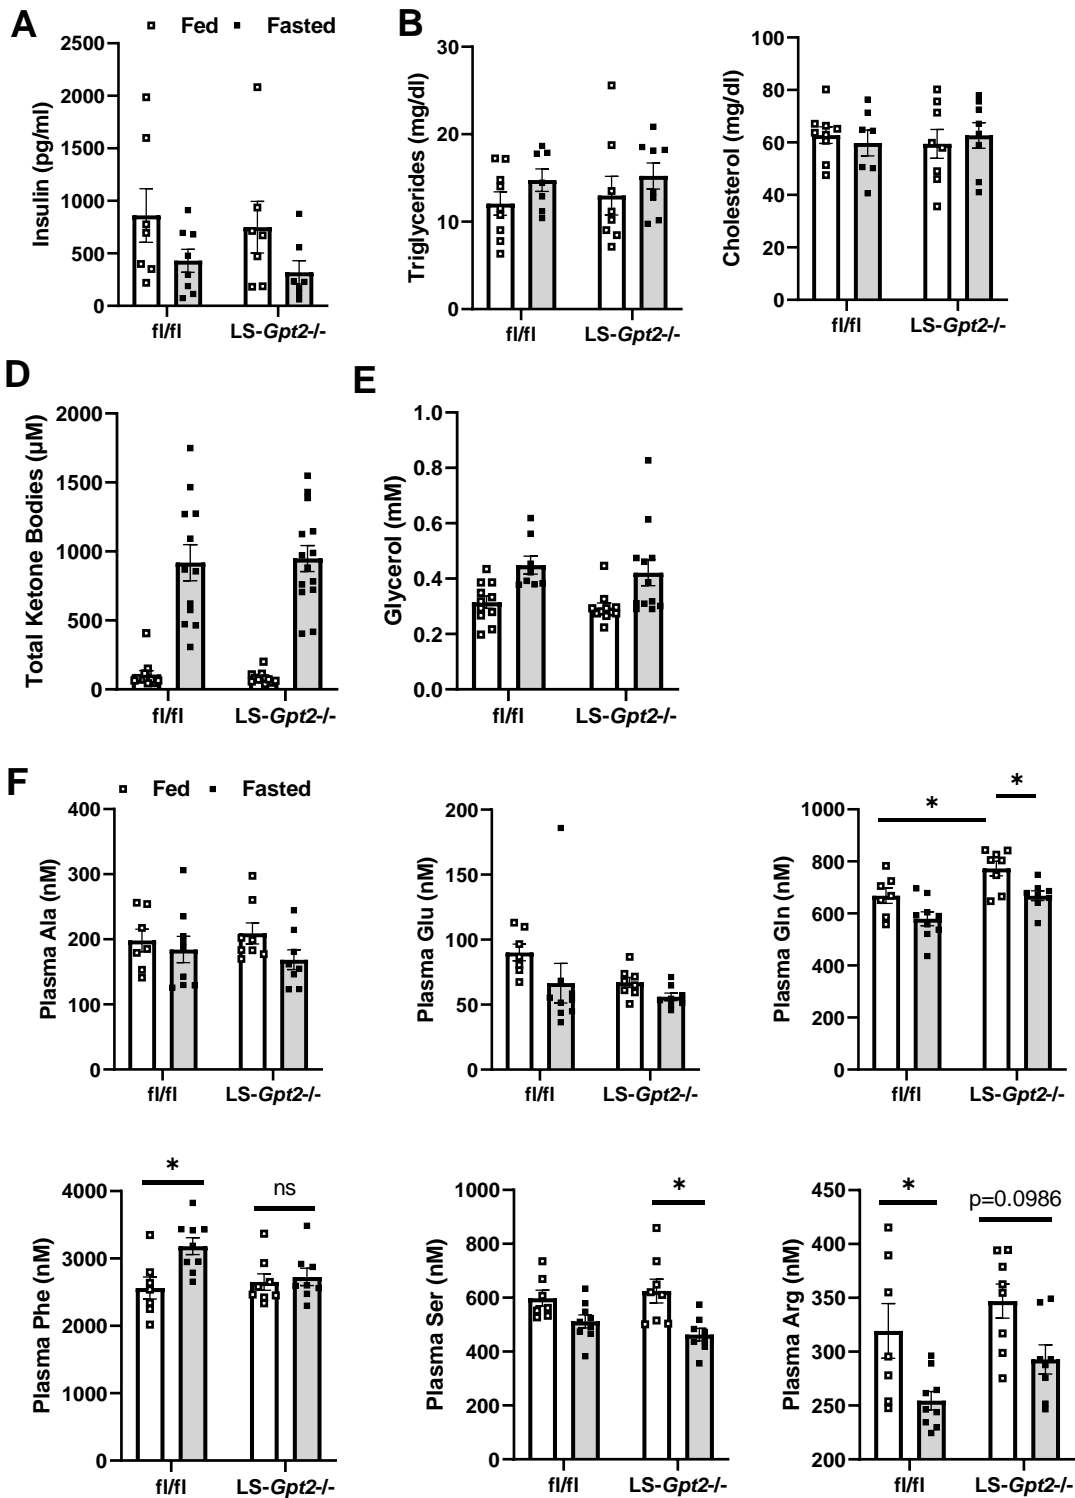 A
Fed
Fasted
Insulin (pg/ml)
2500
2000
1500
1000
500
0
fl/fl
LS-Gpt2-/-
B
Triglycerides (mg/dl)
30
20
10
0
fl/fl
LS-Gpt2-/-
Cholesterol (mg/dl)
100
80
60
40
20
0
fl/fl
LS-Gpt2-/-
D
Total Ketone Bodies (µM)
2000
1500
1000
500
0
fl/fl
LS-Gpt2-/-
E
Glycerol (mM)
1.0
0.8
0.6
0.4
0.2
0.0
fl/fl
LS-Gpt2-/-
F
Fed
Fasted
Plasma Ala (nM)
400
300
200
100
0
fl/fl
LS-Gpt2-/-
Plasma Glu (nM)
200
150
100
50
0
fl/fl
LS-Gpt2-/-
Plasma Gln (nM)
1000
800
600
400
200
0
*
*
fl/fl
LS-Gpt2-/-
Plasma Phe (nM)
4000
3000
2000
1000
0
*
ns
fl/fl
LS-Gpt2-/-
Plasma Ser (nM)
1000
800
600
400
200
0
*
fl/fl
LS-Gpt2-/-
Plasma Arg (nM)
450
400
350
300
250
200
*
p=0.0986
fl/fl
LS-Gpt2-/-